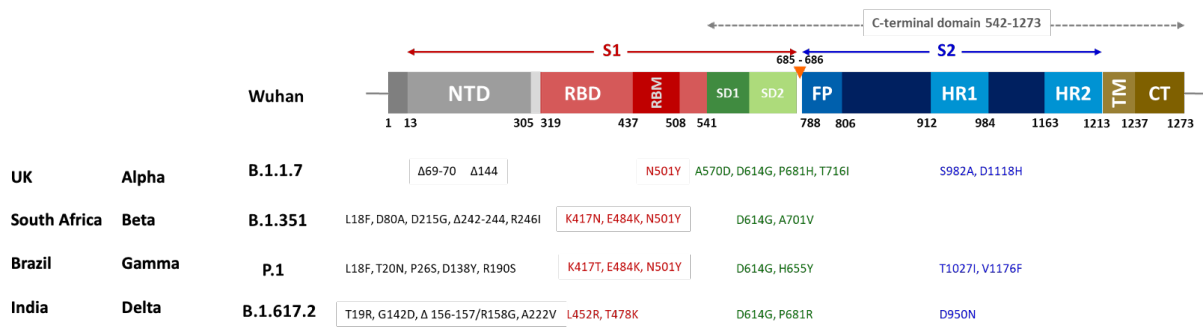 C-terminal domain 542-1273
S1 S2
685 - 686
Wuhan NTD RBD RBM SD1 SD2 FP HR1 HR2 TM CT
1 13 305 319 437 508 541 788 806 912 984 1163 1213 1237 1273
UK Alpha B.1.1.7 Δ69-70 Δ144 N501Y A570D, D614G, P681H, T716I S982A, D1118H
South Africa Beta B.1.351 L18F, D80A, D215G, Δ242-244, R246I K417N, E484K, N501Y D614G, A701V
Brazil Gamma P.1 L18F, T20N, P26S, D138Y, R190S K417T, E484K, N501Y D614G, H655Y T1027I, V1176F
India Delta B.1.617.2 T19R, G142D, Δ 156-157/R158G, A222V L452R, T478K D614G, P681R D950N